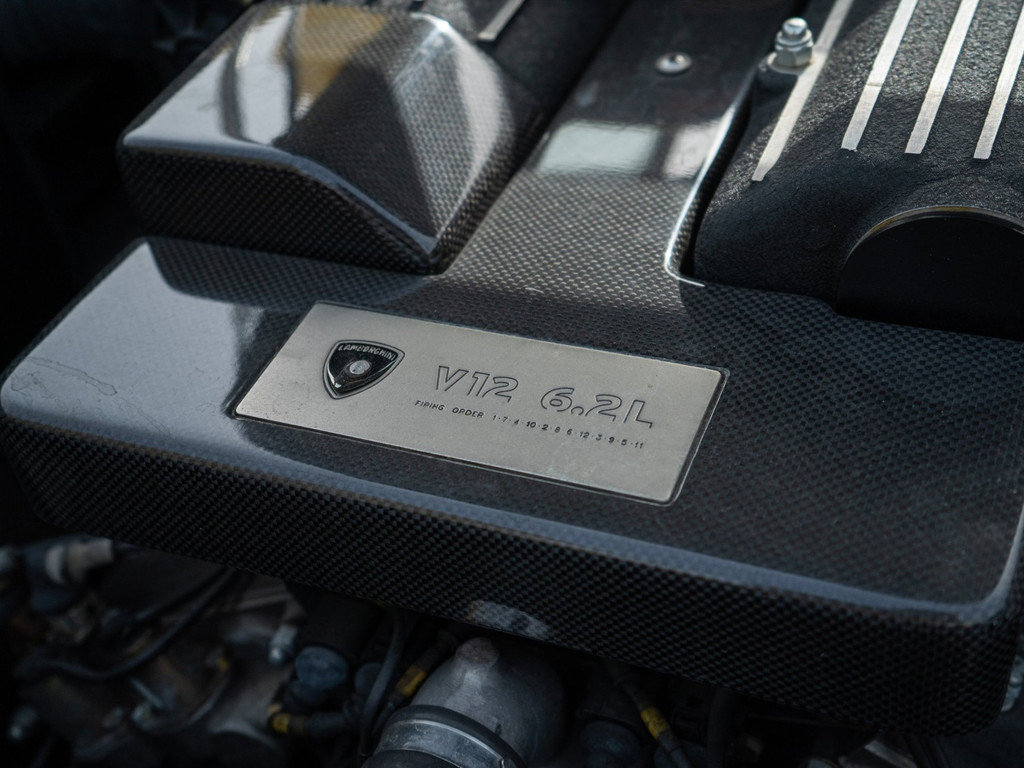 LAMBORGHINI
V12 6.2L
FIRING ORDER 1·7·4·10·2·8·6·12·3·9·5·11